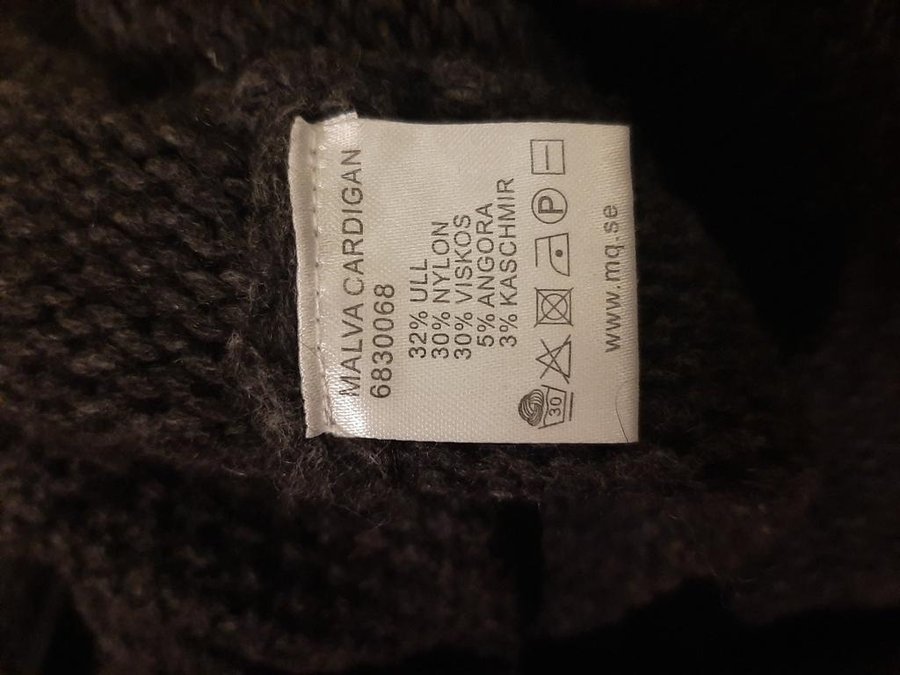 MALVA CARDIGAN
6830068
32% ULL
30% NYLON
30% VISKOS
5% ANGORA
3% KASCHMIR
30 P
www.mq.se